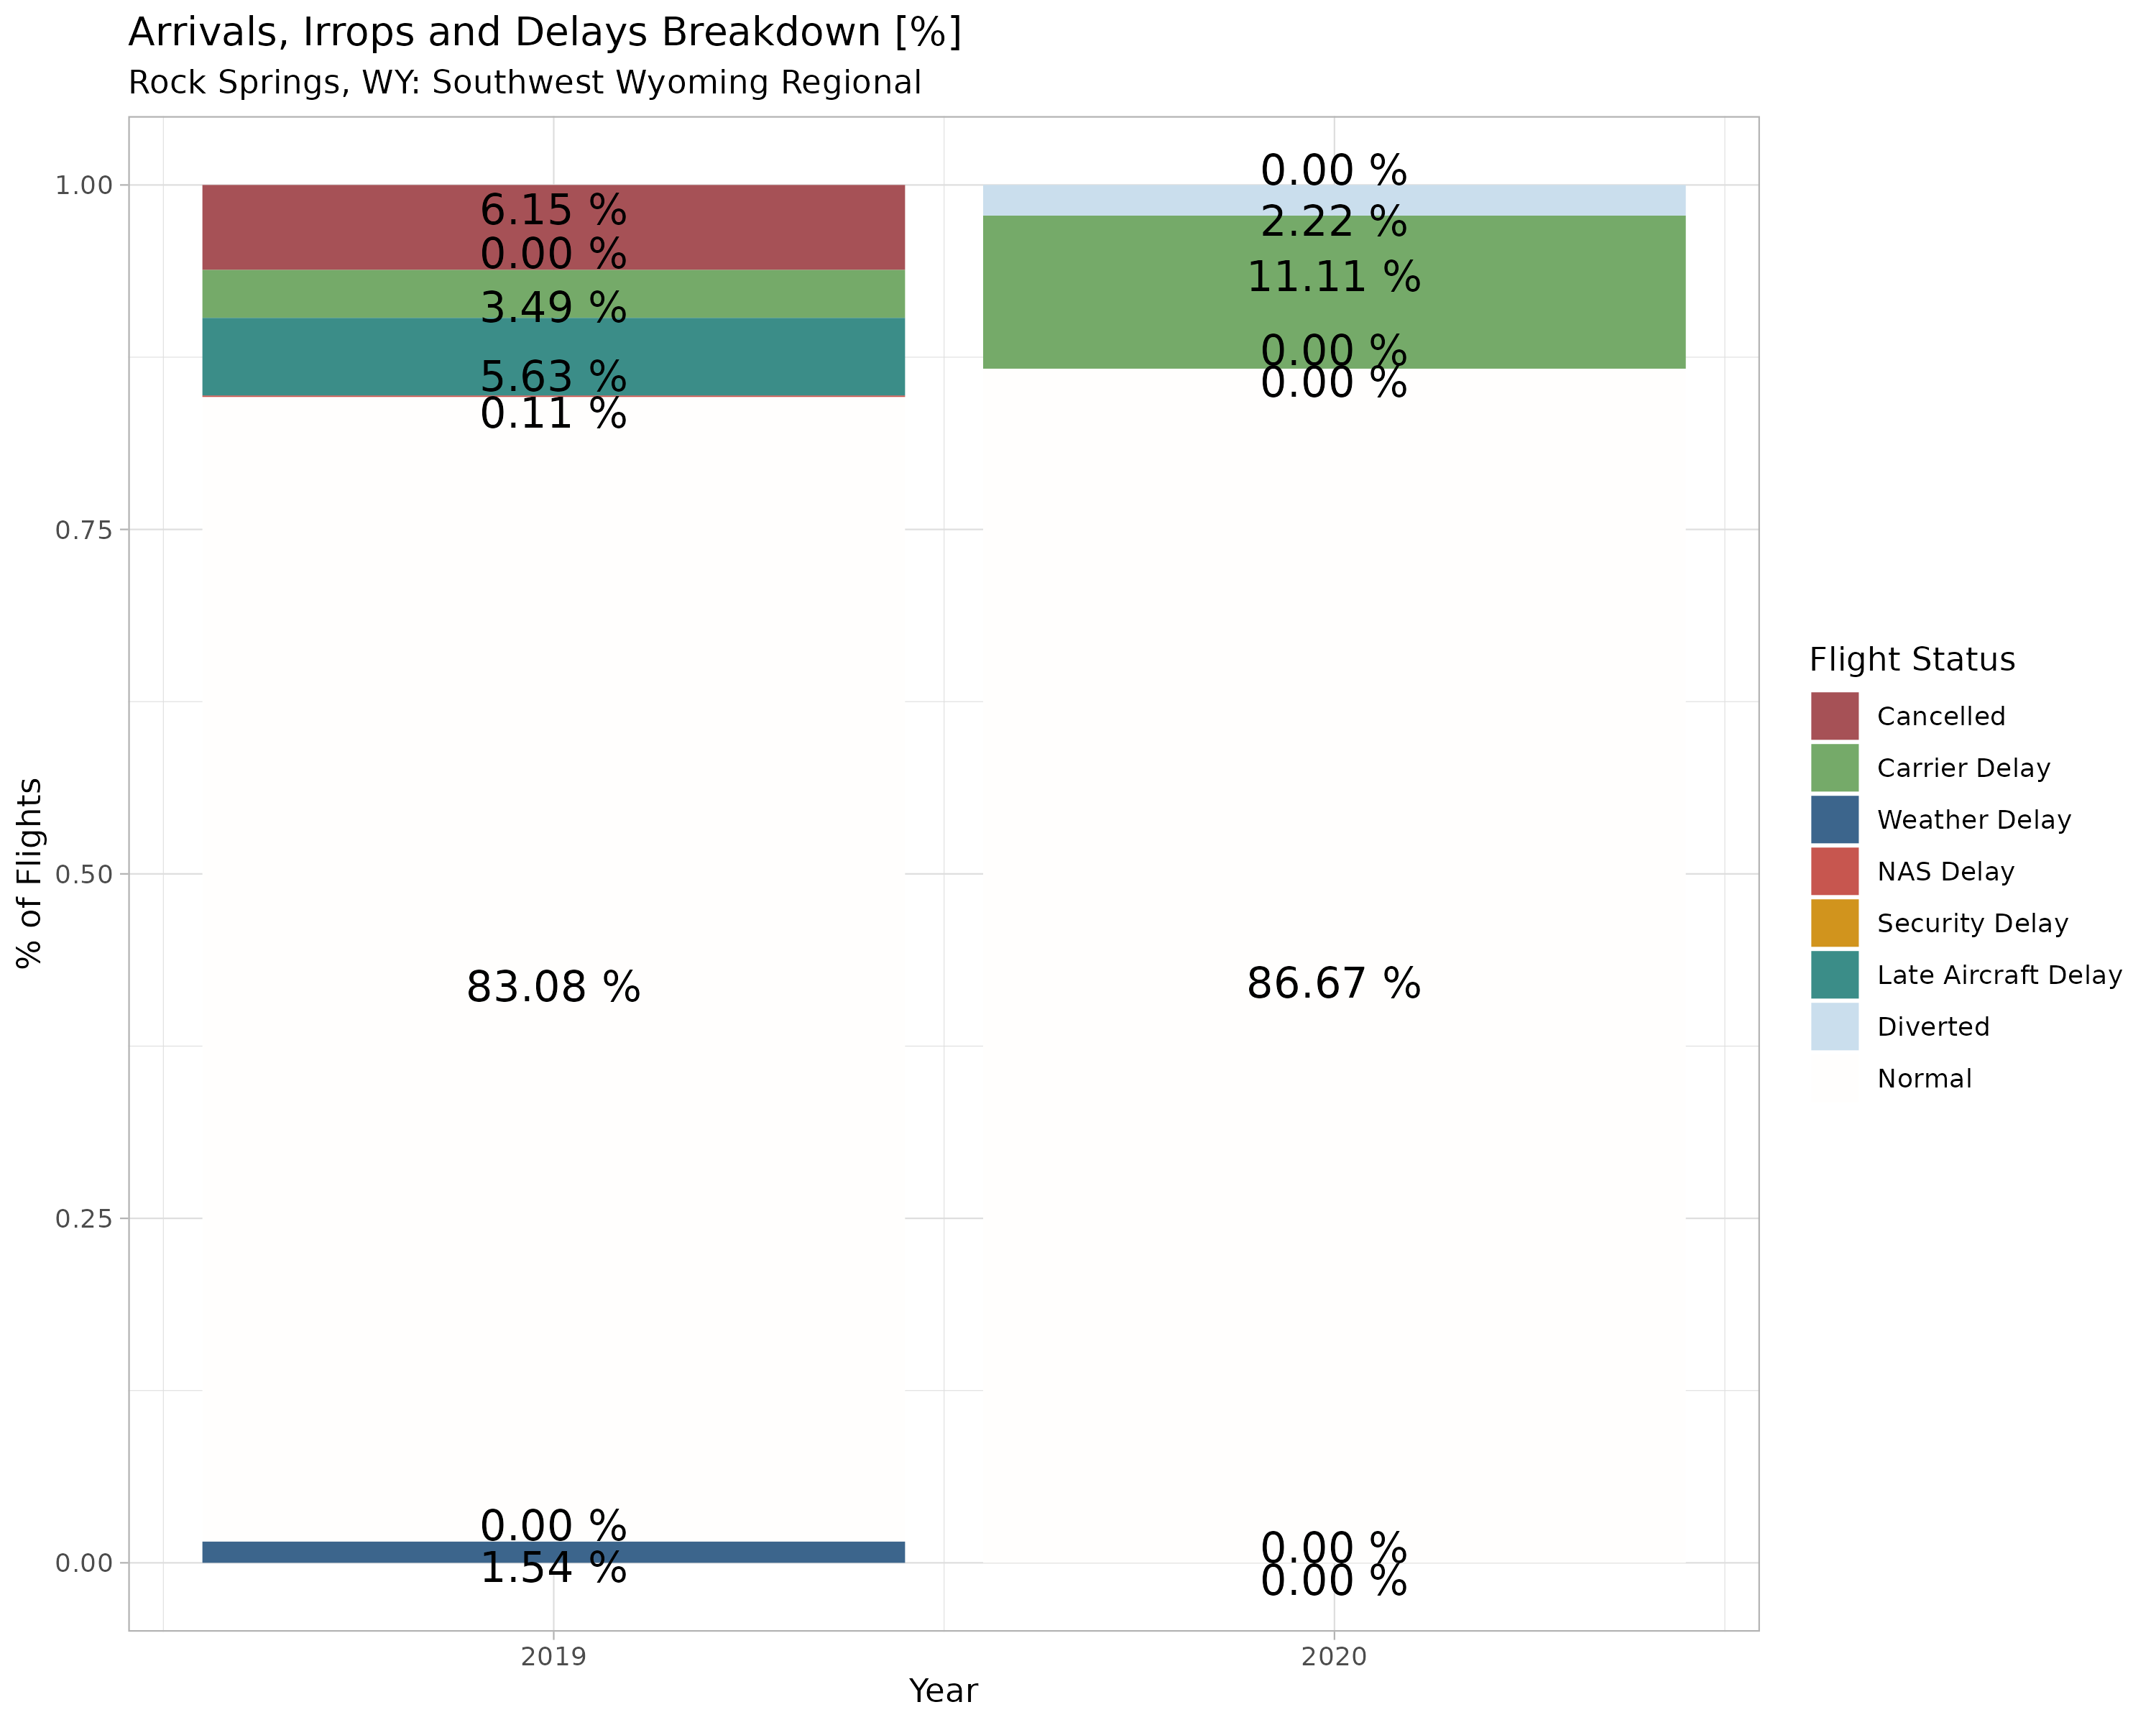 Arrivals, Irrops and Delays Breakdown [%]
Rock Springs, WY: Southwest Wyoming Regional
% of Flights
1.00
0.75
0.50
0.25
0.00
6.15 %
0.00 %
3.49 %
5.63 %
0.11 %
83.08 %
0.00 %
1.54 %
0.00 %
2.22 %
11.11 %
0.00 %
0.00 %
86.67 %
0.00 %
0.00 %
2019
2020
Year
Flight Status
Cancelled
Carrier Delay
Weather Delay
NAS Delay
Security Delay
Late Aircraft Delay
Diverted
Normal